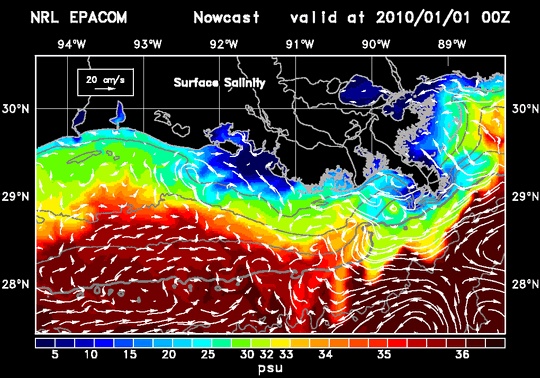 NRL EPACOM Nowcast valid at 2010/01/01 00Z
94°W 93°W 92°W 91°W 90°W 89°W
20 cm/s
Surface Salinity
30°N 30°N
29°N 29°N
28°N 28°N
5 10 15 20 25 30 32 33 34 35 36
psu